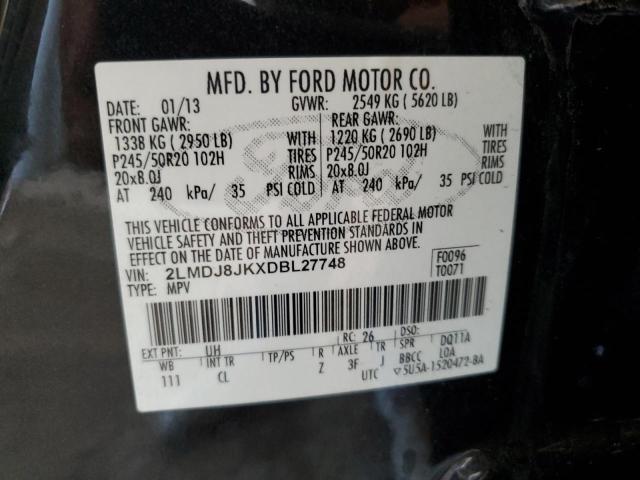 MFD. BY FORD MOTOR CO.
DATE: 01/13 GVWR: 2549 KG ( 5620 LB)
FRONT GAWR: REAR GAWR:
1338 KG ( 2950 LB) 1220 KG ( 2690 LB)
P245/50R20 102H TIRES P245/50R20 102H TIRES
20x8.0J RIMS 20x8.0J RIMS
AT 240 kPa/ 35 PSI COLD AT 240 kPa/ 35 PSI COLD
Ford
THIS VEHICLE CONFORMS TO ALL APPLICABLE FEDERAL MOTOR
VEHICLE SAFETY AND THEFT PREVENTION STANDARDS IN
EFFECT ON THE DATE OF MANUFACTURE SHOWN ABOVE.
VIN: 2LMDJ8JKXDBL27748 F0096
TYPE: MPV T0071
EXT PNT: UH RC: 26 DSO: DQ11A
WB INT TR TP/PS R AXLE TR SPR LOA
111 CL Z 3F J BBCC
UTC ▽5U5A-1520472-BA